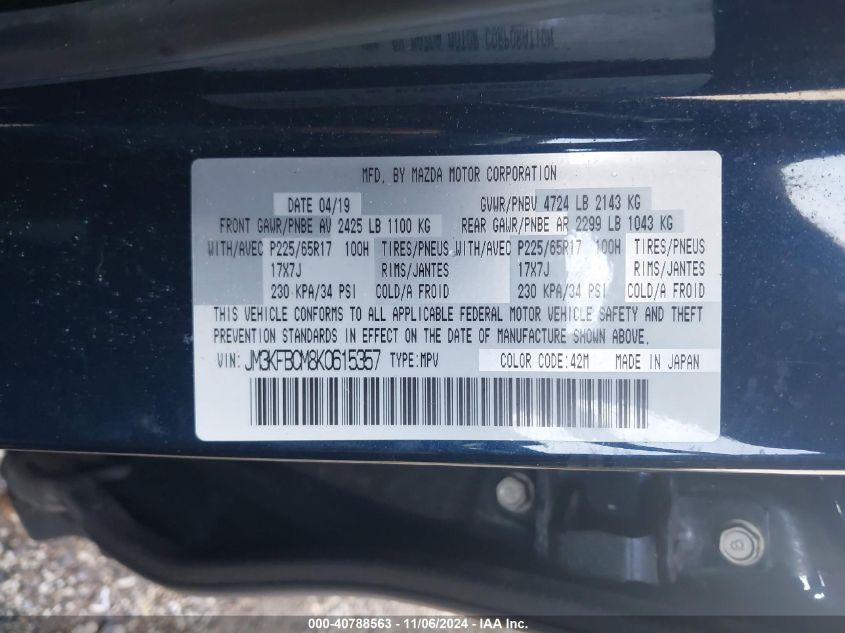 MFD. BY MAZDA MOTOR CORPORATION
DATE 04/19 GVWR/PNBV 4724 LB 2143 KG
FRONT GAWR/PNBE AV 2425 LB 1100 KG REAR GAWR/PNBE AR 2299 LB 1043 KG
WITH/AVEC P225/65R17 100H TIRES/PNEUS WITH/AVEC P225/65R17 100H TIRES/PNEUS
17X7J RIMS/JANTES 17X7J RIMS/JANTES
230 KPA/34 PSI COLD/A FROID 230 KPA/34 PSI COLD/A FROID
THIS VEHICLE CONFORMS TO ALL APPLICABLE FEDERAL MOTOR VEHICLE SAFETY AND THEFT
PREVENTION STANDARDS IN EFFECT ON THE DATE OF MANUFACTURE SHOWN ABOVE.
VIN: JM3KFBCM8K0615357 TYPE:MPV COLOR CODE:42M MADE IN JAPAN
8
000-40788563 - 11/06/2024 - IAA Inc.